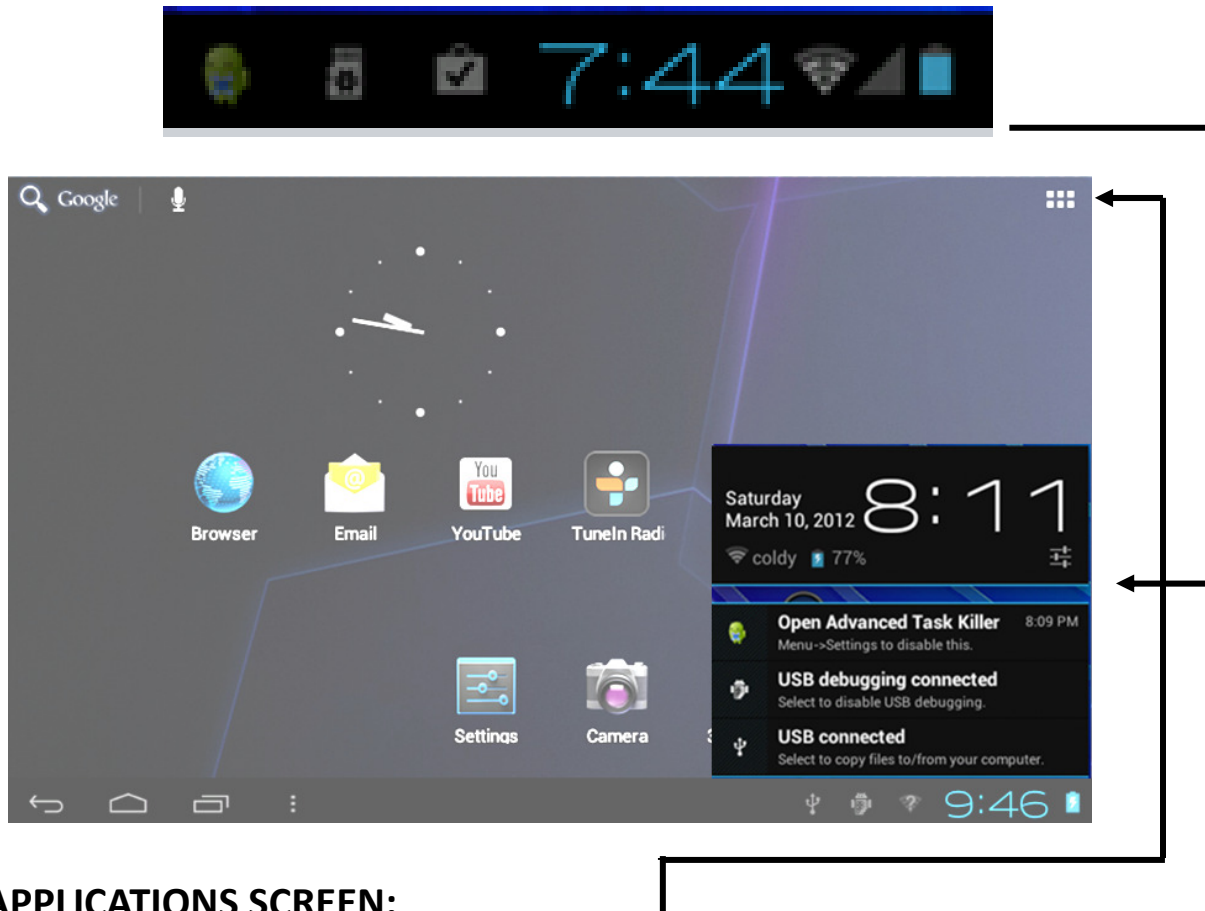 7:44
Google
Browser
Email
You
Tube
YouTube
TuneIn Radi
Saturday
March 10, 2012
8:11
coldy 77%
Open Advanced Task Killer 8:09 PM
Menu->Settings to disable this.
USB debugging connected
Select to disable USB debugging.
USB connected
Select to copy files to/from your computer.
Settings
Camera
9:46
APPLICATIONS SCREEN: